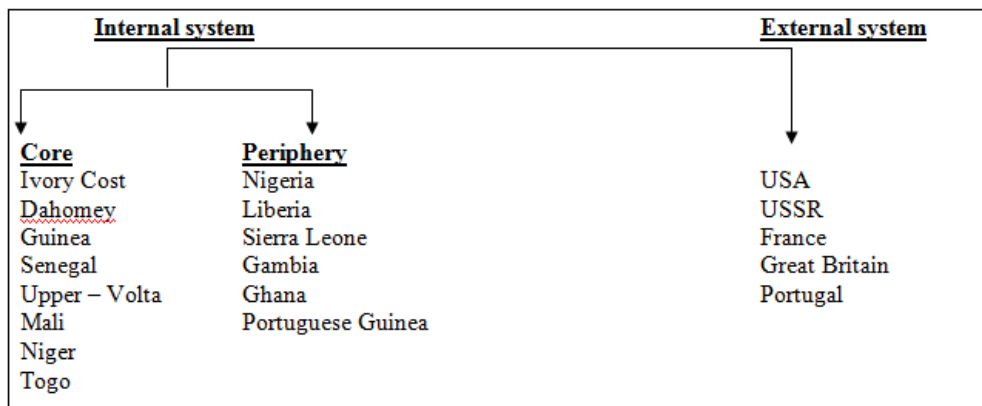 Internal system
External system
Core
Ivory Cost
Dahomey
Guinea
Senegal
Upper – Volta
Mali
Niger
Togo
Periphery
Nigeria
Liberia
Sierra Leone
Gambia
Ghana
Portuguese Guinea
USA
USSR
France
Great Britain
Portugal